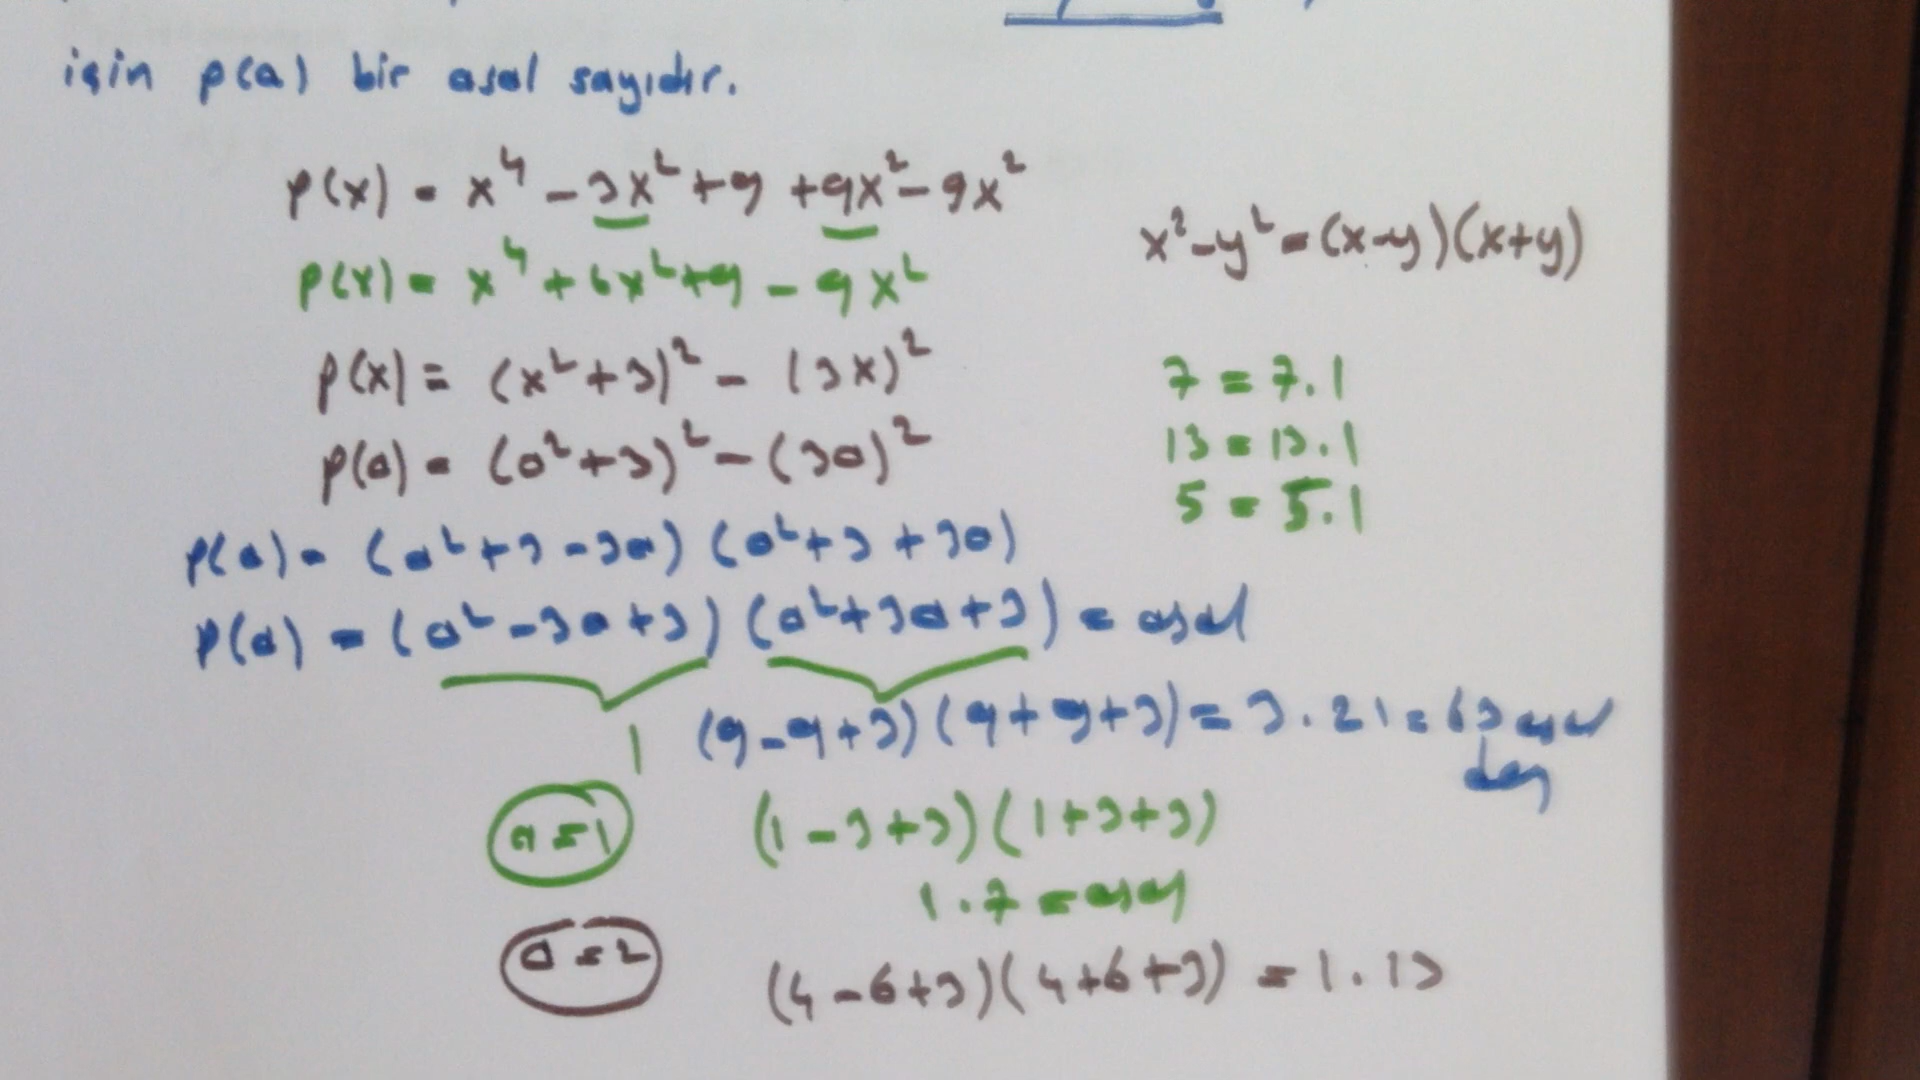 için p(a) bir asal sayıdır.
p(x) = x⁴ - 3x² + 9 + 9x² - 9x²
x² - y² = (x-y)(x+y)
p(x) = x⁴ + 6x² + 9 - 9x²
p(x) = (x² + 3)² - (3x)²
7 = 7.1
p(a) = (a² + 3)² - (3a)²
13 = 13.1
5 = 5.1
p(a) = (a² + 3 - 3a) (a² + 3 + 3a)
p(a) = (a² - 3a + 3) (a² + 3a + 3) = asal
1
(9 - 9 + 3) (9 + 9 + 3) = 3 . 21 = 63 asal
değ
a = 1
(1 - 3 + 3) (1 + 3 + 3)
1 . 7 = asal
a = 2
(4 - 6 + 3) (4 + 6 + 3) = 1 . 13